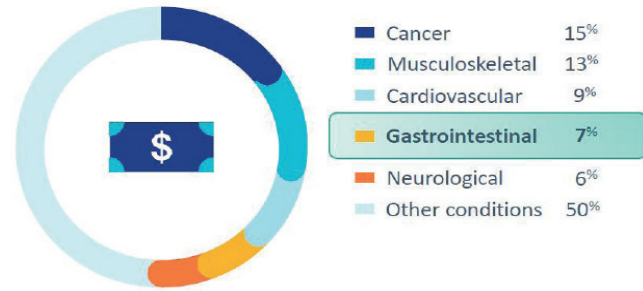 $
Cancer 15%
Musculoskeletal 13%
Cardiovascular 9%
Gastrointestinal 7%
Neurological 6%
Other conditions 50%